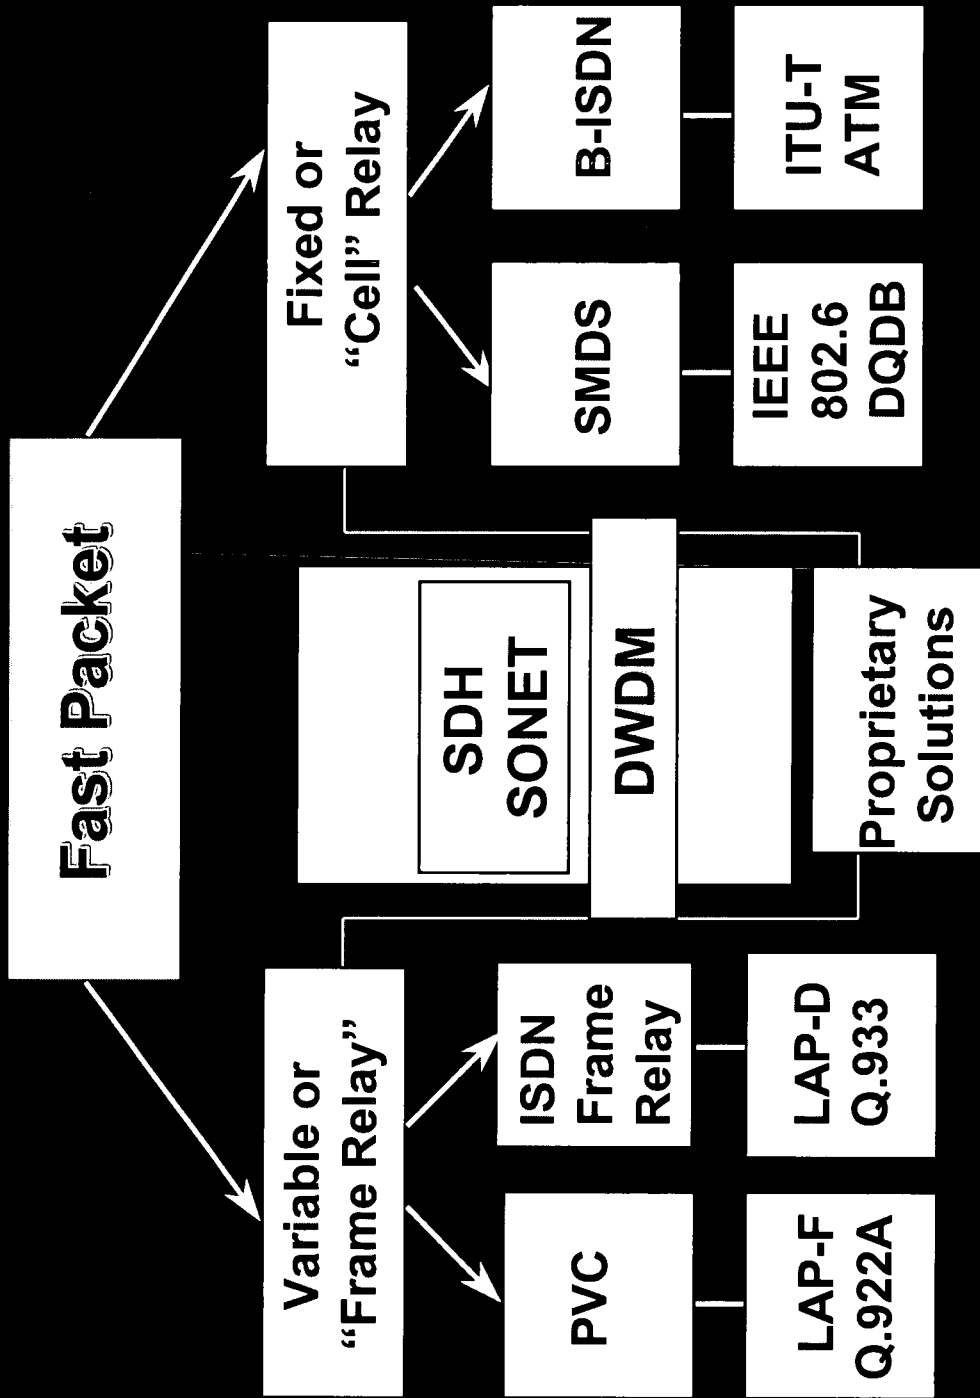 Fast Packet
Variable or
“Frame Relay”
Fixed or
“Cell” Relay
PVC
ISDN
Frame
Relay
SDH
SONET
DWDM
SMDS
B-ISDN
LAP-F
Q.922A
LAP-D
Q.933
Proprietary
Solutions
IEEE
802.6
DQDB
ITU-T
ATM